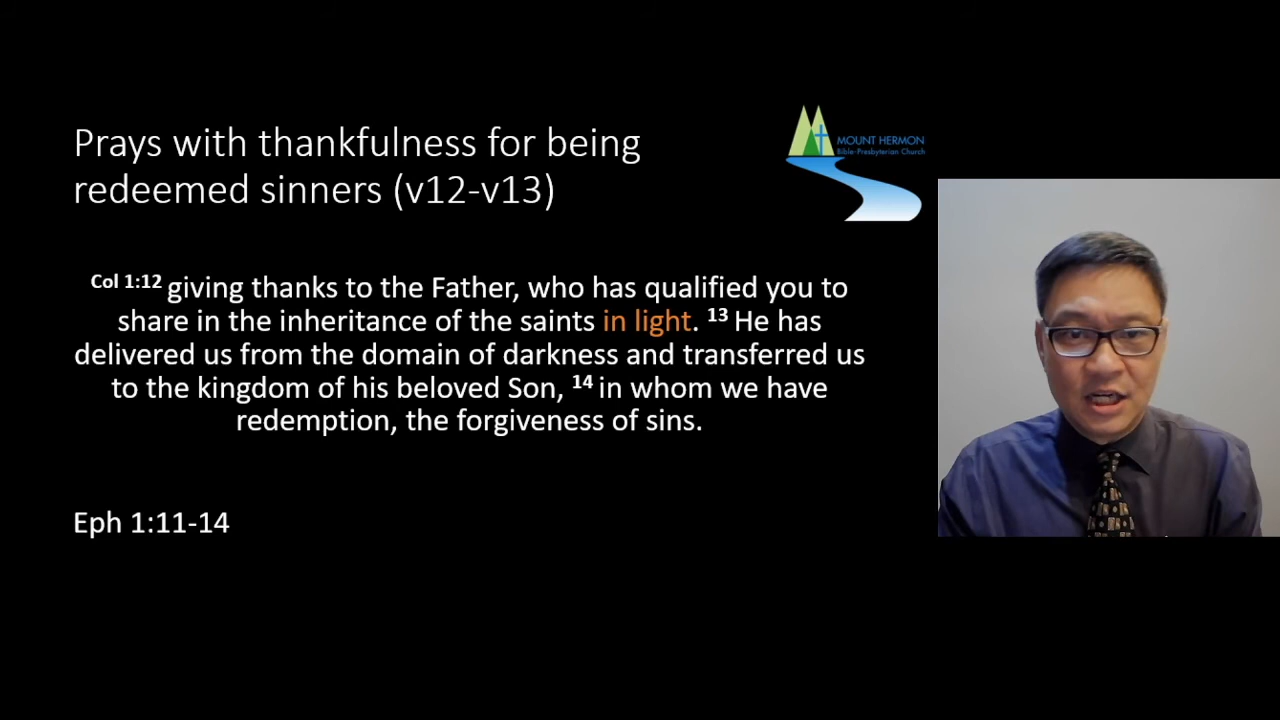 Prays with thankfulness for being
redeemed sinners (v12-v13)
MOUNT HERMON
Bible-Presbyterian Church
Col 1:12 giving thanks to the Father, who has qualified you to
share in the inheritance of the saints in light. 13 He has
delivered us from the domain of darkness and transferred us
to the kingdom of his beloved Son, 14 in whom we have
redemption, the forgiveness of sins.
Eph 1:11-14